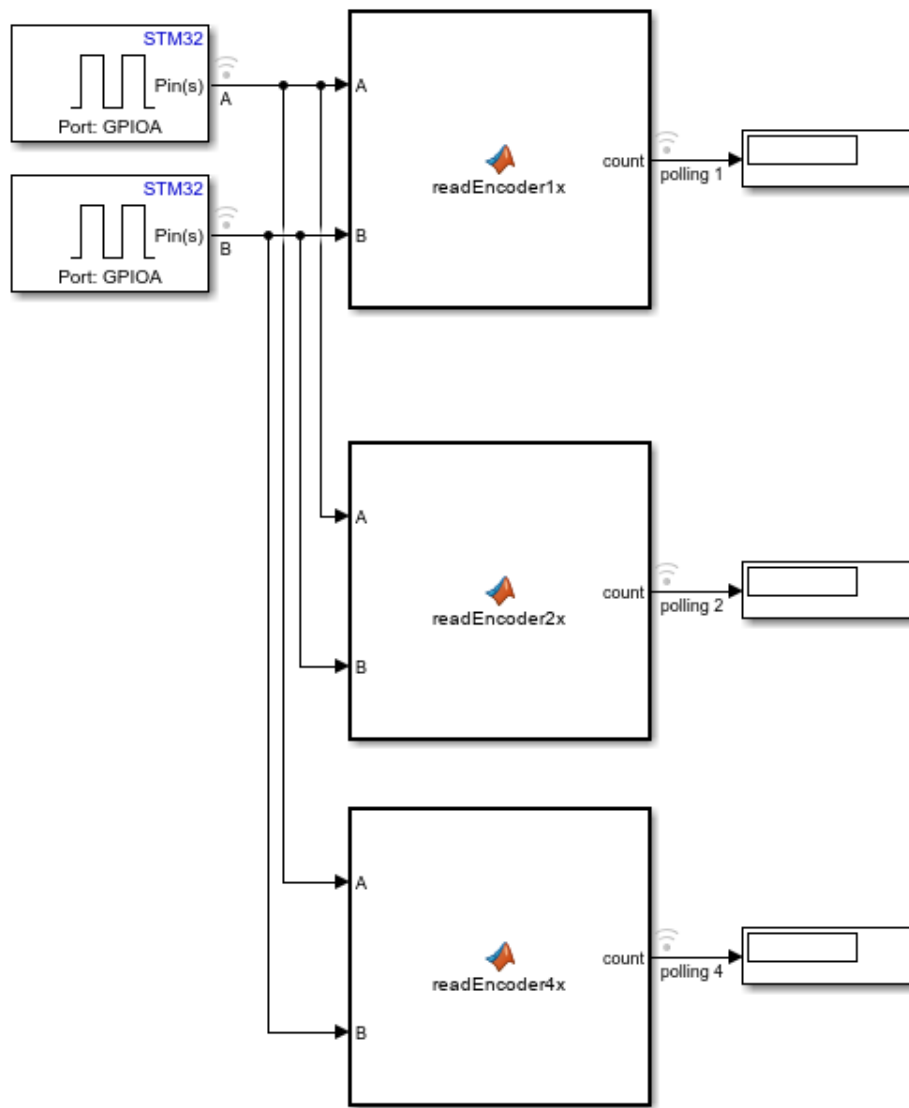 STM32
Pin(s)
Port: GPIOA
A
STM32
Pin(s)
Port: GPIOA
B
A
B
readEncoder1x
count
polling 1
A
B
readEncoder2x
count
polling 2
A
B
readEncoder4x
count
polling 4